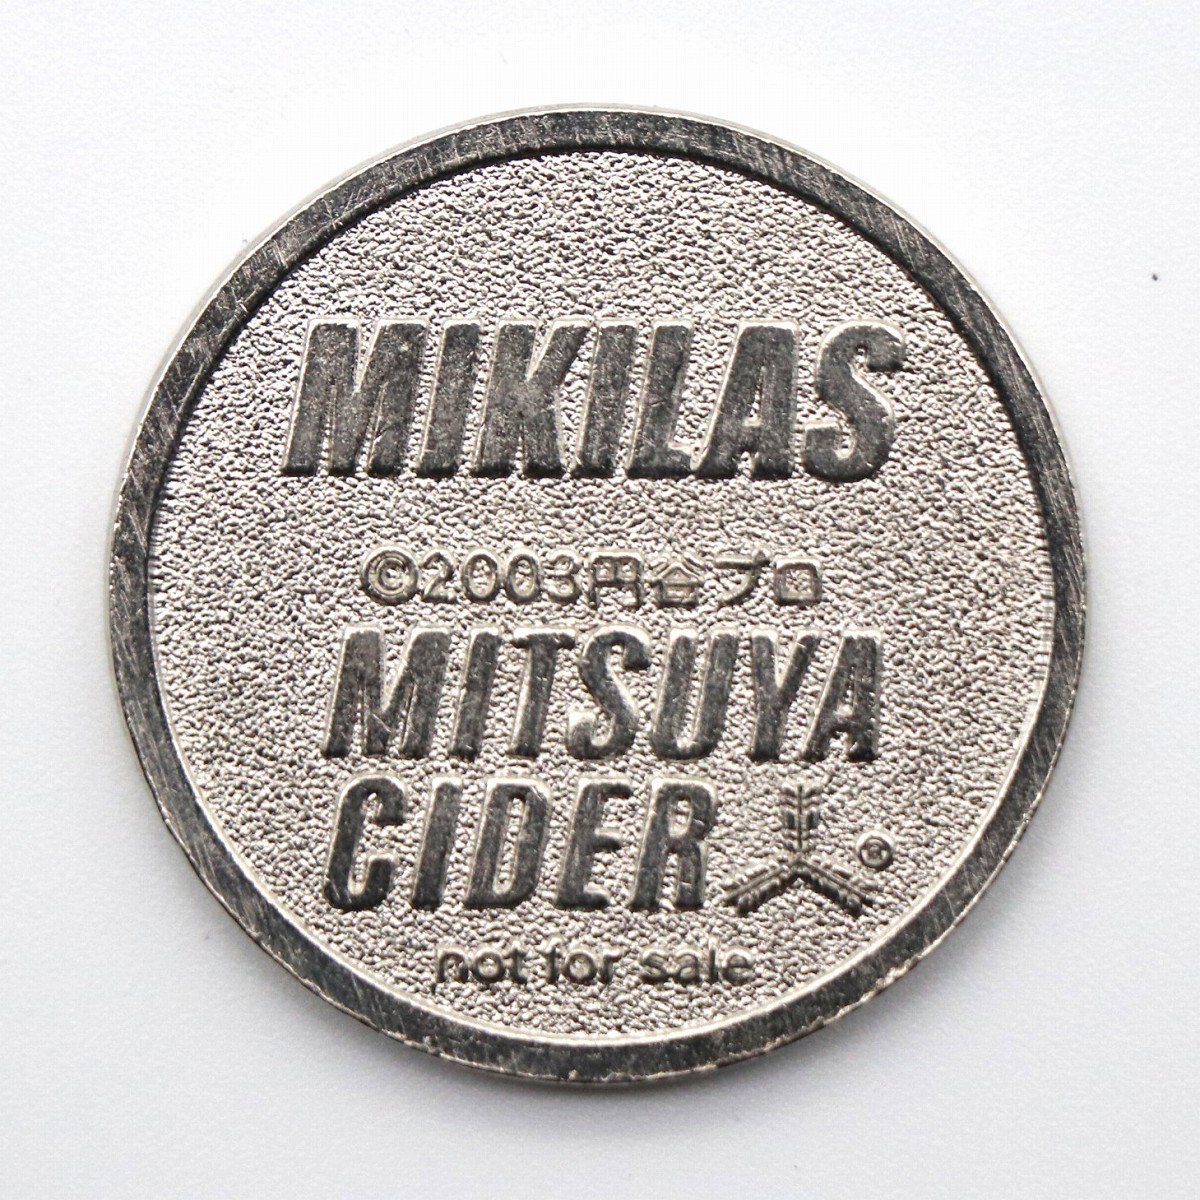 MIKILAS
©2003円谷プロ
MITSUYA
CIDER ®
not for sale